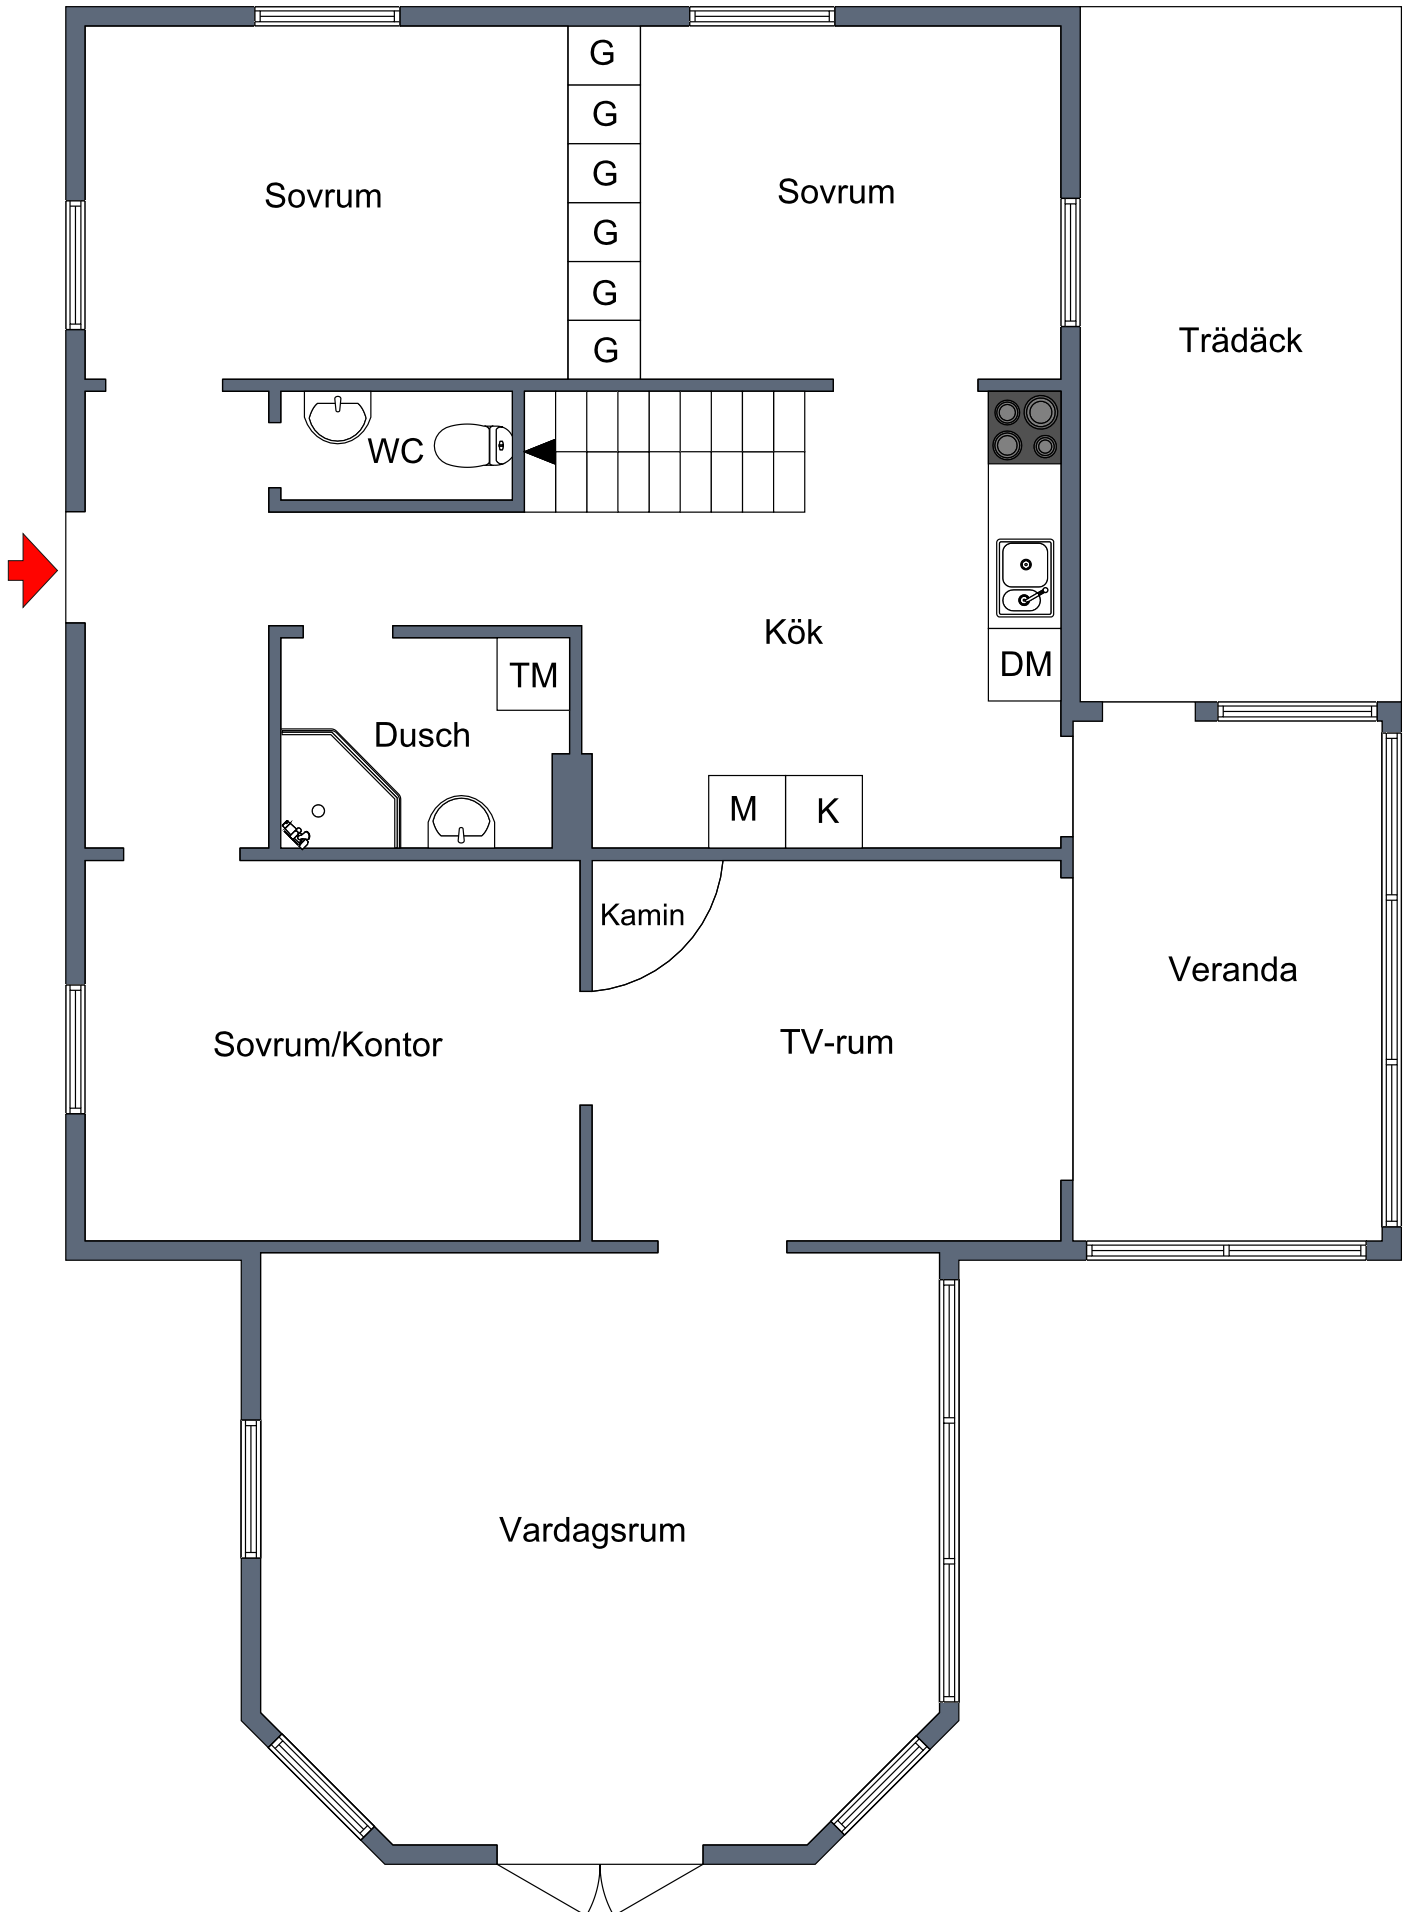 G
G
G
G
G
G
Sovrum
Sovrum
Trädäck
WC
Kök
DM
TM
Dusch
M
K
Kamin
Veranda
Sovrum/Kontor
TV-rum
Vardagsrum